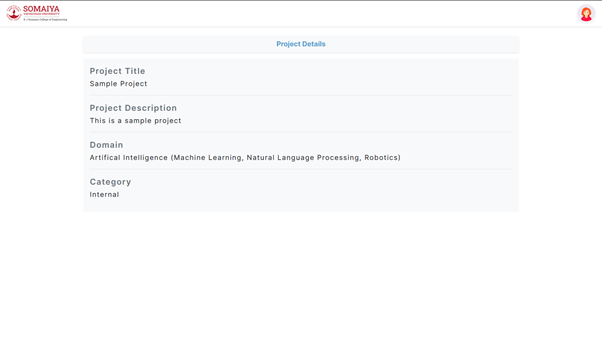 SOMAIYA
VIDYAVIHAR UNIVERSITY
K J Somaiya College of Engineering
Project Details
Project Title
Sample Project
Project Description
This is a sample project
Domain
Artifical Intelligence (Machine Learning, Natural Language Processing, Robotics)
Category
Internal